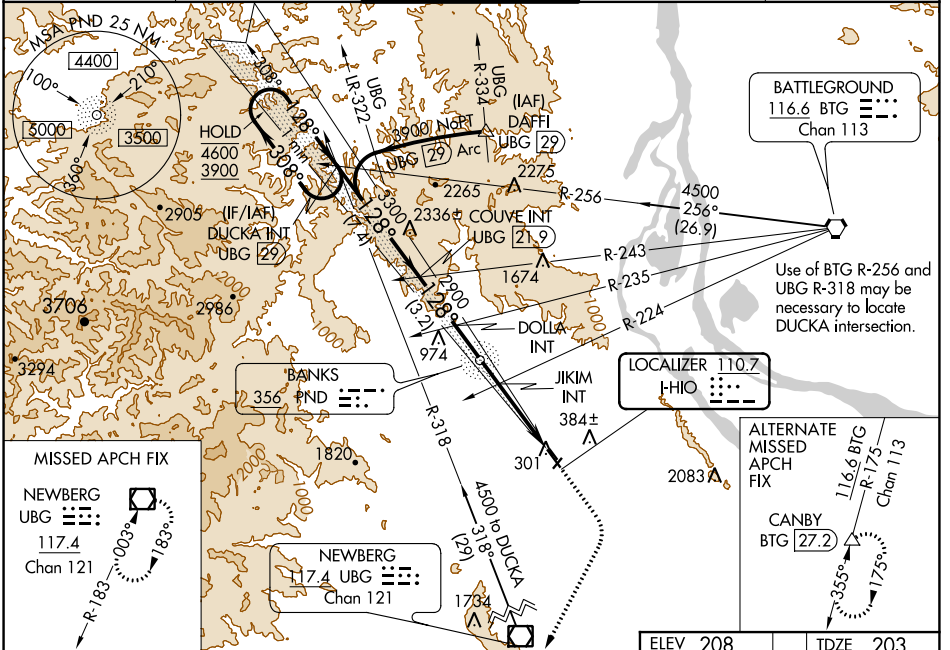 MSA PND 25 NM
4400
100°
210°
5000
3500
360°
HOLD
4600
3900
308°
128°
1 min
308°
UBG
LR-322
UBG
R-334
(IAF)
DAFFI
UBG 29
3900 NoPT
UBG 29 Arc
2275
2265
BATTLEGROUND
116.6 BTG
Chan 113
R-256
4500
256°
(26.9)
2905
(IF/IAF)
DUCKA INT
UBG 29
3300
128°
(7.4)
2336±
COUVE INT
UBG 21.9
R-243
1674
R-235
R-224
Use of BTG R-256 and
UBG R-318 may be
necessary to locate
DUCKA intersection.
3706
2986
1000
1000
1000
1000
3294
2900
128°
(3.2)
974
DOLLA
INT
BANKS
356 PND
JIKIM
INT
LOCALIZER 110.7
I-HIO
384±
301
R-318
1820
2083
MISSED APCH FIX
NEWBERG
UBG
117.4
Chan 121
003°
183°
R-183
4500 to DUCKA
318°
(29)
NEWBERG
117.4 UBG
Chan 121
1734
ALTERNATE
MISSED
APCH
FIX
116.6 BTG
R-175
Chan 113
CANBY
BTG 27.2
355°
175°
ELEV 208
TDZE 203